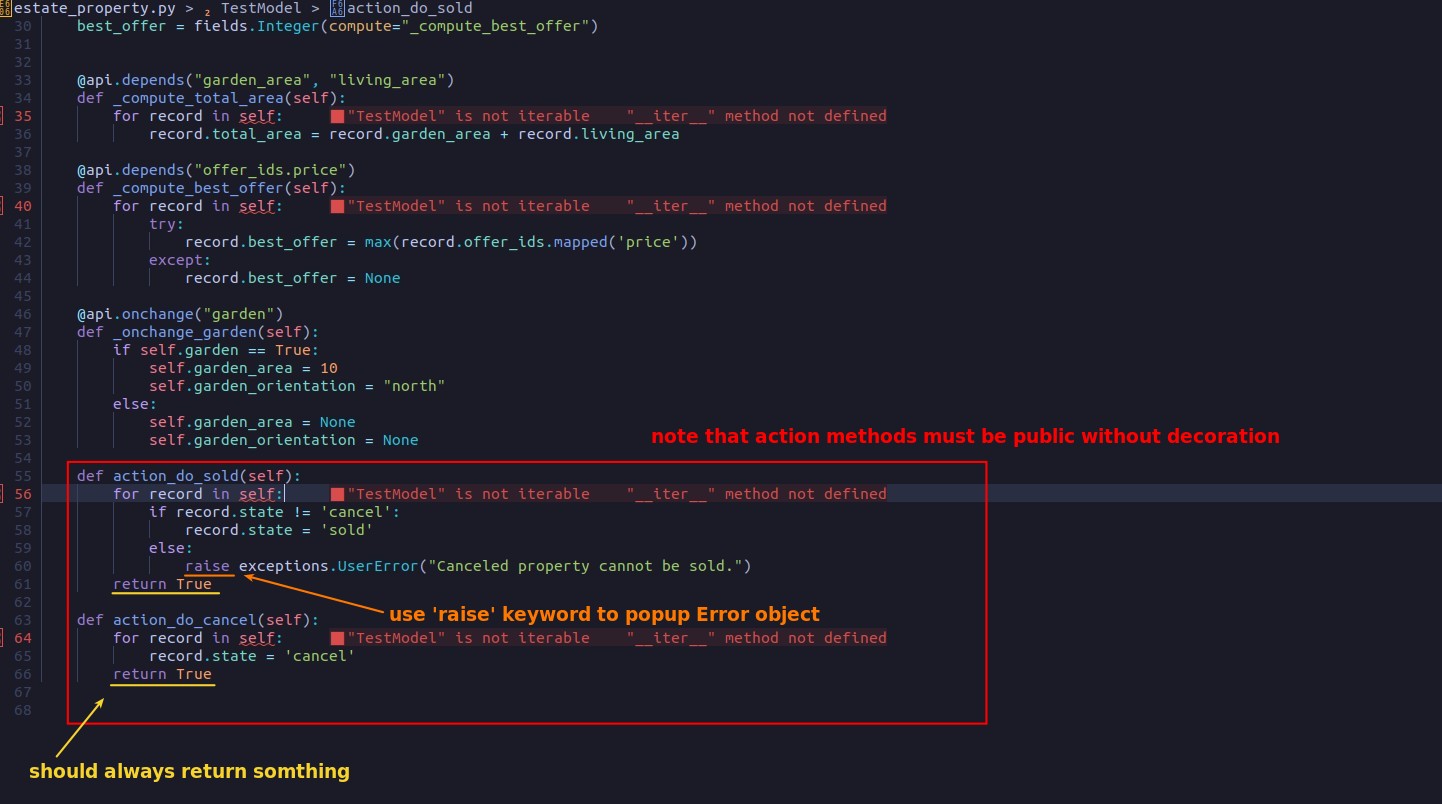 estate_property.py > TestModel > action_do_sold
30 best_offer = fields.Integer(compute="_compute_best_offer")
31
32
33 @api.depends("garden_area", "living_area")
34 def _compute_total_area(self):
35 for record in self: "TestModel" is not iterable "__iter__" method not defined
36 record.total_area = record.garden_area + record.living_area
37
38 @api.depends("offer_ids.price")
39 def _compute_best_offer(self):
40 for record in self: "TestModel" is not iterable "__iter__" method not defined
41 try:
42 record.best_offer = max(record.offer_ids.mapped('price'))
43 except:
44 record.best_offer = None
45
46 @api.onchange("garden")
47 def _onchange_garden(self):
48 if self.garden == True:
49 self.garden_area = 10
50 self.garden_orientation = "north"
51 else:
52 self.garden_area = None
53 self.garden_orientation = None
note that action methods must be public without decoration
54
55 def action_do_sold(self):
56 for record in self: "TestModel" is not iterable "__iter__" method not defined
57 if record.state != 'cancel':
58 record.state = 'sold'
59 else:
60 raise exceptions.UserError("Canceled property cannot be sold.")
61 return True
62
use 'raise' keyword to popup Error object
63 def action_do_cancel(self):
64 for record in self: "TestModel" is not iterable "__iter__" method not defined
65 record.state = 'cancel'
66 return True
67
68
should always return somthing